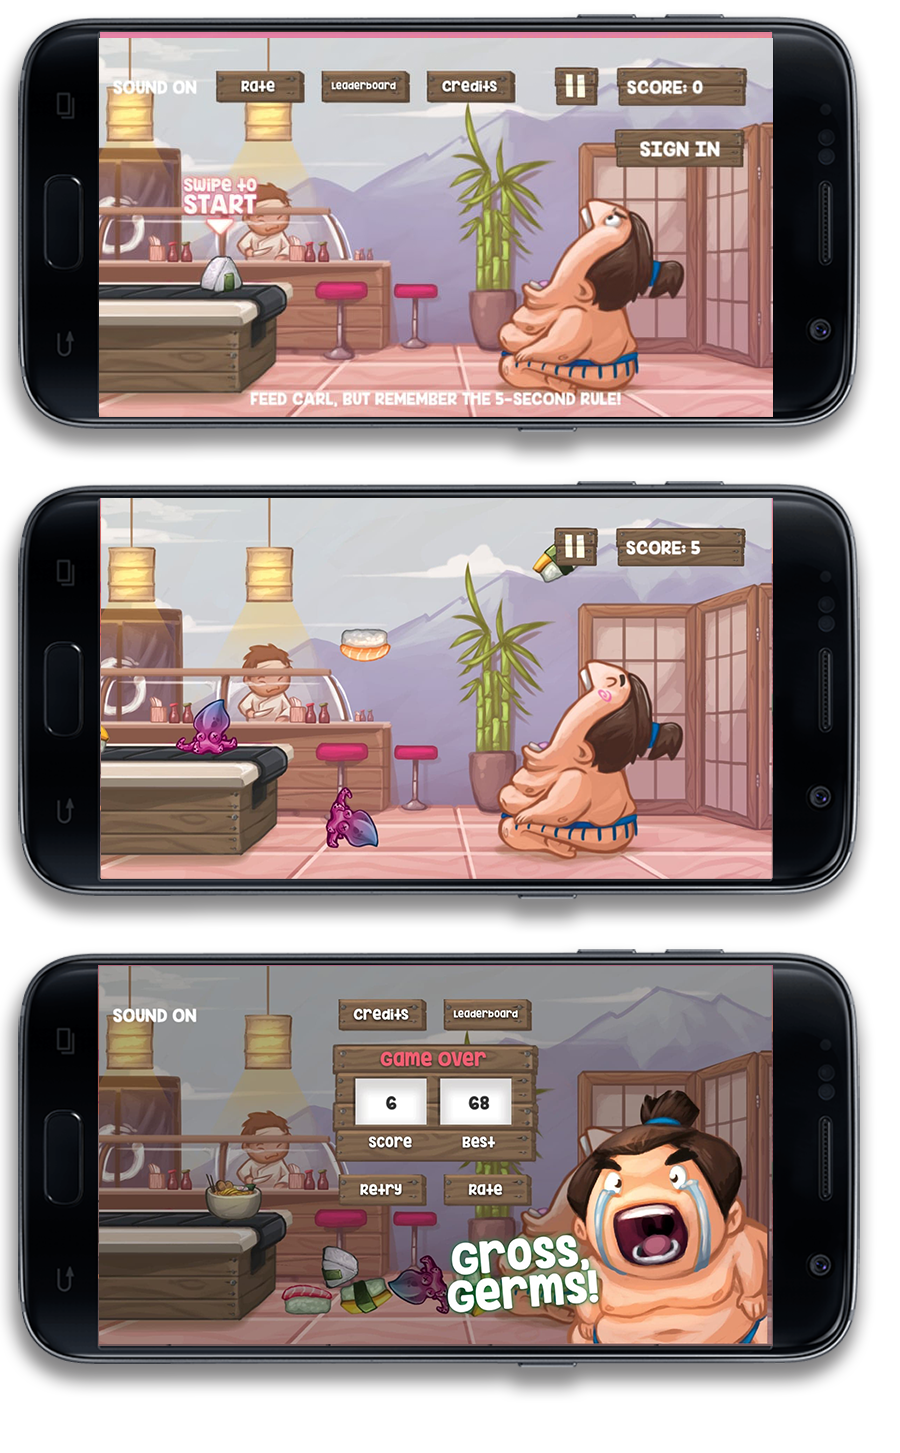 SOUND ON
Rate
Leaderboard
Credits
SCORE: 0
SIGN IN
SWIPE TO
START
FEED CARL, BUT REMEMBER THE 5-SECOND RULE!
SCORE: 5
SOUND ON
Credits
Leaderboard
Game Over
6
68
Score
Best
Retry
Rate
Gross,
Germs!